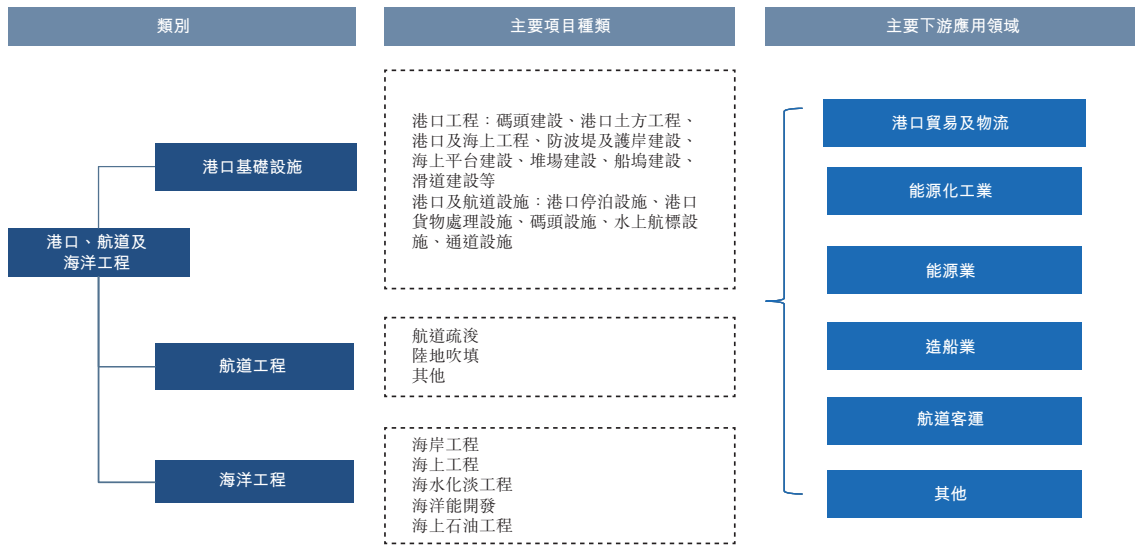 類別
主要項目種類
主要下游應用領域
港口、航道及
海洋工程
港口基礎設施
港口工程：碼頭建設、港口土方工程、
港口及海上工程、防波堤及護岸建設、
海上平台建設、堆場建設、船塢建設、
滑道建設等
港口及航道設施：港口停泊設施、港口
貨物處理設施、碼頭設施、水上航標設
施、通道設施
航道工程
航道疏浚
陸地吹填
其他
海洋工程
海岸工程
海上工程
海水化淡工程
海洋能開發
海上石油工程
港口貿易及物流
能源化工業
能源業
造船業
航道客運
其他